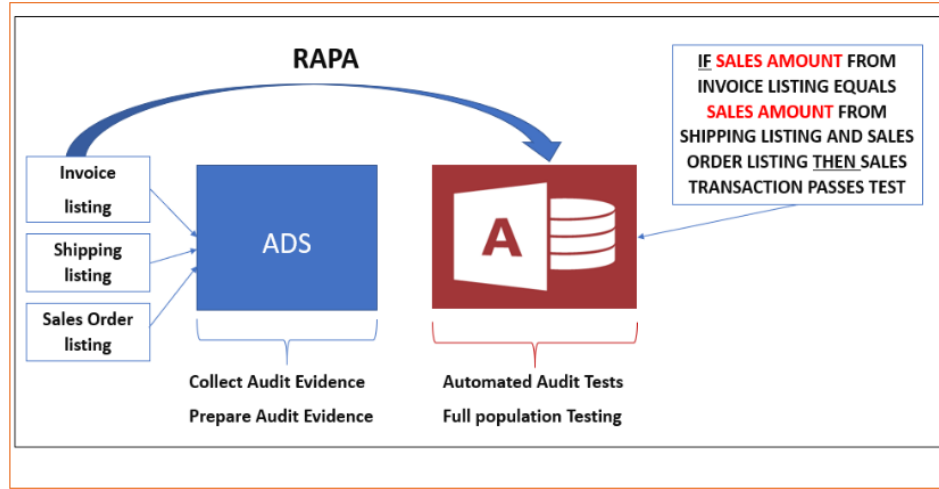 RAPA
IF SALES AMOUNT FROM
INVOICE LISTING EQUALS
SALES AMOUNT FROM
SHIPPING LISTING AND SALES
ORDER LISTING THEN SALES
TRANSACTION PASSES TEST
Invoice
listing
Shipping
listing
Sales Order
listing
ADS
A
Collect Audit Evidence
Prepare Audit Evidence
Automated Audit Tests
Full population Testing